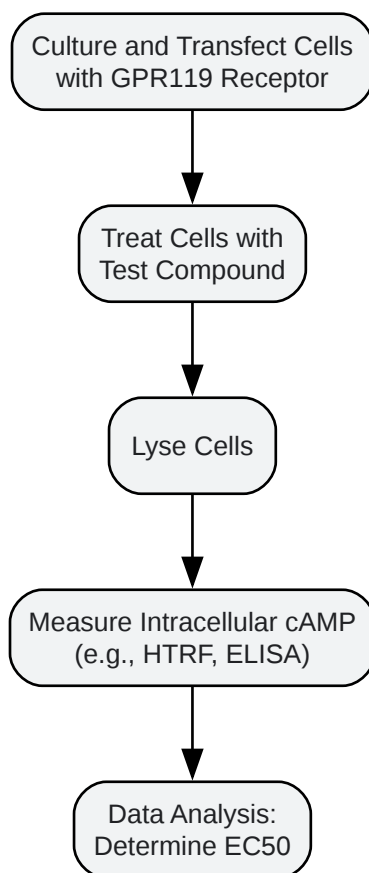 Culture and Transfect Cells
with GPR119 Receptor
Treat Cells with
Test Compound
Lyse Cells
Measure Intracellular cAMP
(e.g., HTRF, ELISA)
Data Analysis:
Determine EC50